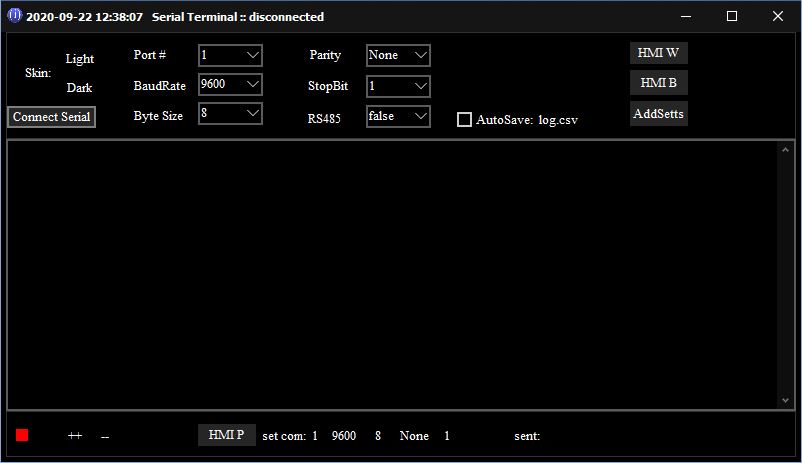 2020-09-22 12:38:07 Serial Terminal :: disconnected
Skin: Light
Dark
Connect Serial
Port # 1
BaudRate 9600
Byte Size 8
Parity None
StopBit 1
RS485 false
AutoSave: log.csv
HMI W
HMI B
AddSetts
++ -- HMI P set com: 1 9600 8 None 1 sent: